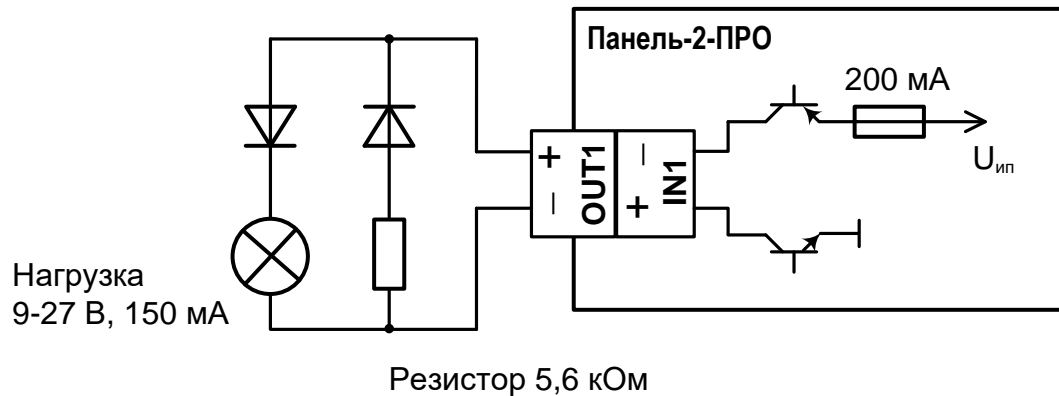 Панель-2-ПРО
200 мА
Uип
+ −
− +
OUT1
IN1
Нагрузка
9-27 В, 150 мА
Резистор 5,6 кОм